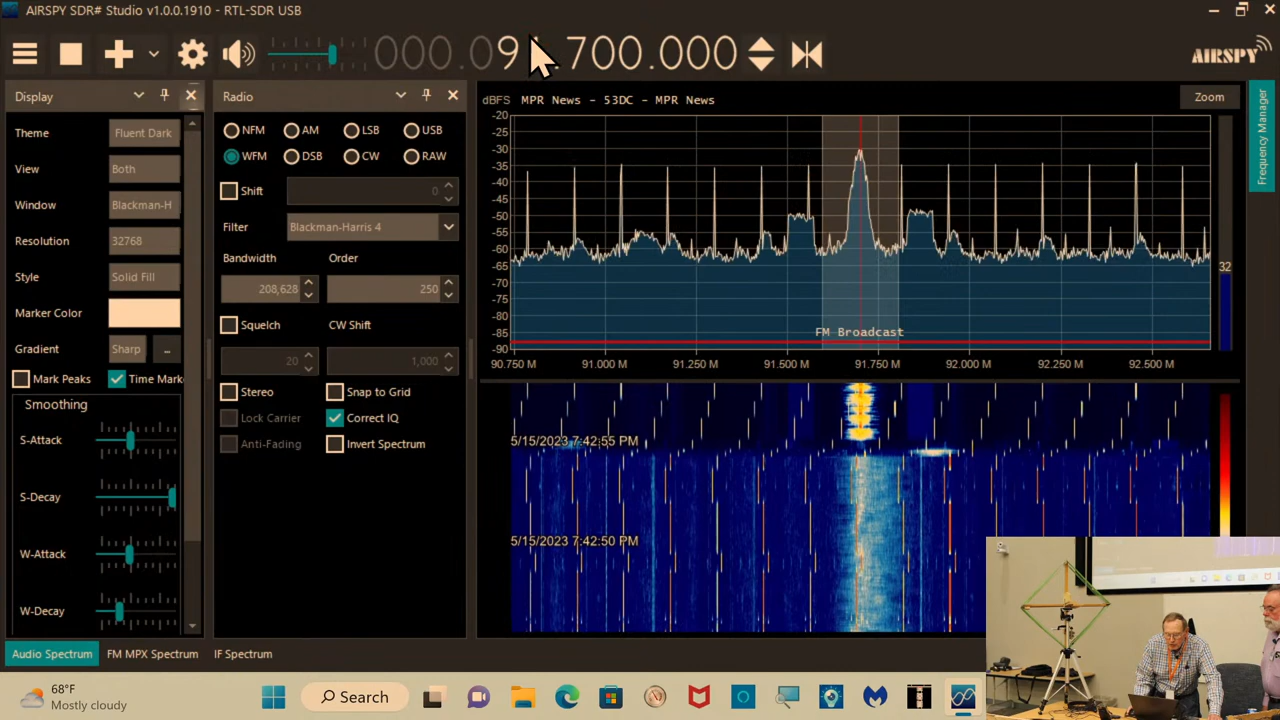 AIRSPY SDR# Studio v1.0.0.1910 - RTL-SDR USB
000.09 .700.000
AIRSPY
Display
Theme Fluent Dark
View Both
Window Blackman-H
Resolution 32768
Style Solid Fill
Marker Color
Gradient Sharp ..
Mark Peaks Time Mark
Smoothing
S-Attack
S-Decay
W-Attack
W-Decay
Radio
NFM AM LSB USB
WFM DSB CW RAW
Shift 0
Filter Blackman-Harris 4
Bandwidth Order
208,628 250
Squelch CW Shift
20 1,000
Stereo Snap to Grid
Lock Carrier Correct IQ
Anti-Fading Invert Spectrum
dBFS MPR News - 53DC - MPR News
Zoom
-20
-25
-30
-35
-40
-45
-50
-55
-60
-65
-70
-75
-80
-85
-90
32
FM Broadcast
90.750 M 91.000 M 91.250 M 91.500 M 91.750 M 92.000 M 92.250 M 92.500 M
5/15/2023 7:42:55 PM
5/15/2023 7:42:50 PM
Frequency Manager
Audio Spectrum FM MPX Spectrum IF Spectrum
68°F
Mostly cloudy
Search